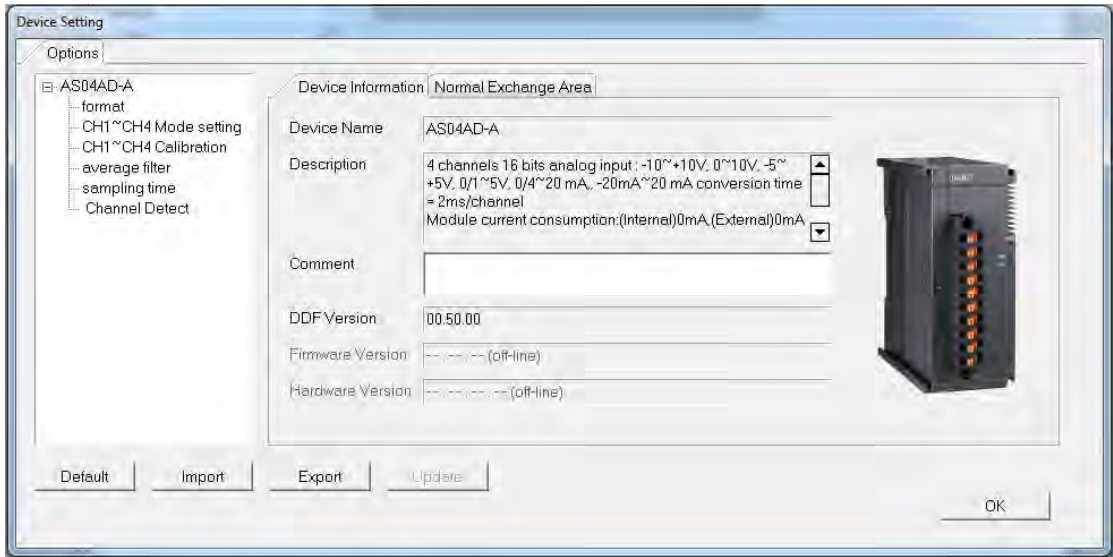 Device Setting
Options
AS04AD-A
format
CH1~CH4 Mode setting
CH1~CH4 Calibration
average filter
sampling time
Channel Detect
Device Information
Normal Exchange Area
Device Name
AS04AD-A
Description
4 channels 16 bits analog input : -10~+10V, 0~10V, -5~
+5V, 0/1~5V, 0/4~20 mA,, -20mA~20 mA conversion time
= 2ms/channel
Module current consumption:(Internal)0mA,(External)0mA
Comment
DDF Version
00.50.00
Firmware Version
--. --. -- (off-line)
Hardware Version
--. --. --. -- (off-line)
Default
Import
Export
Update
OK